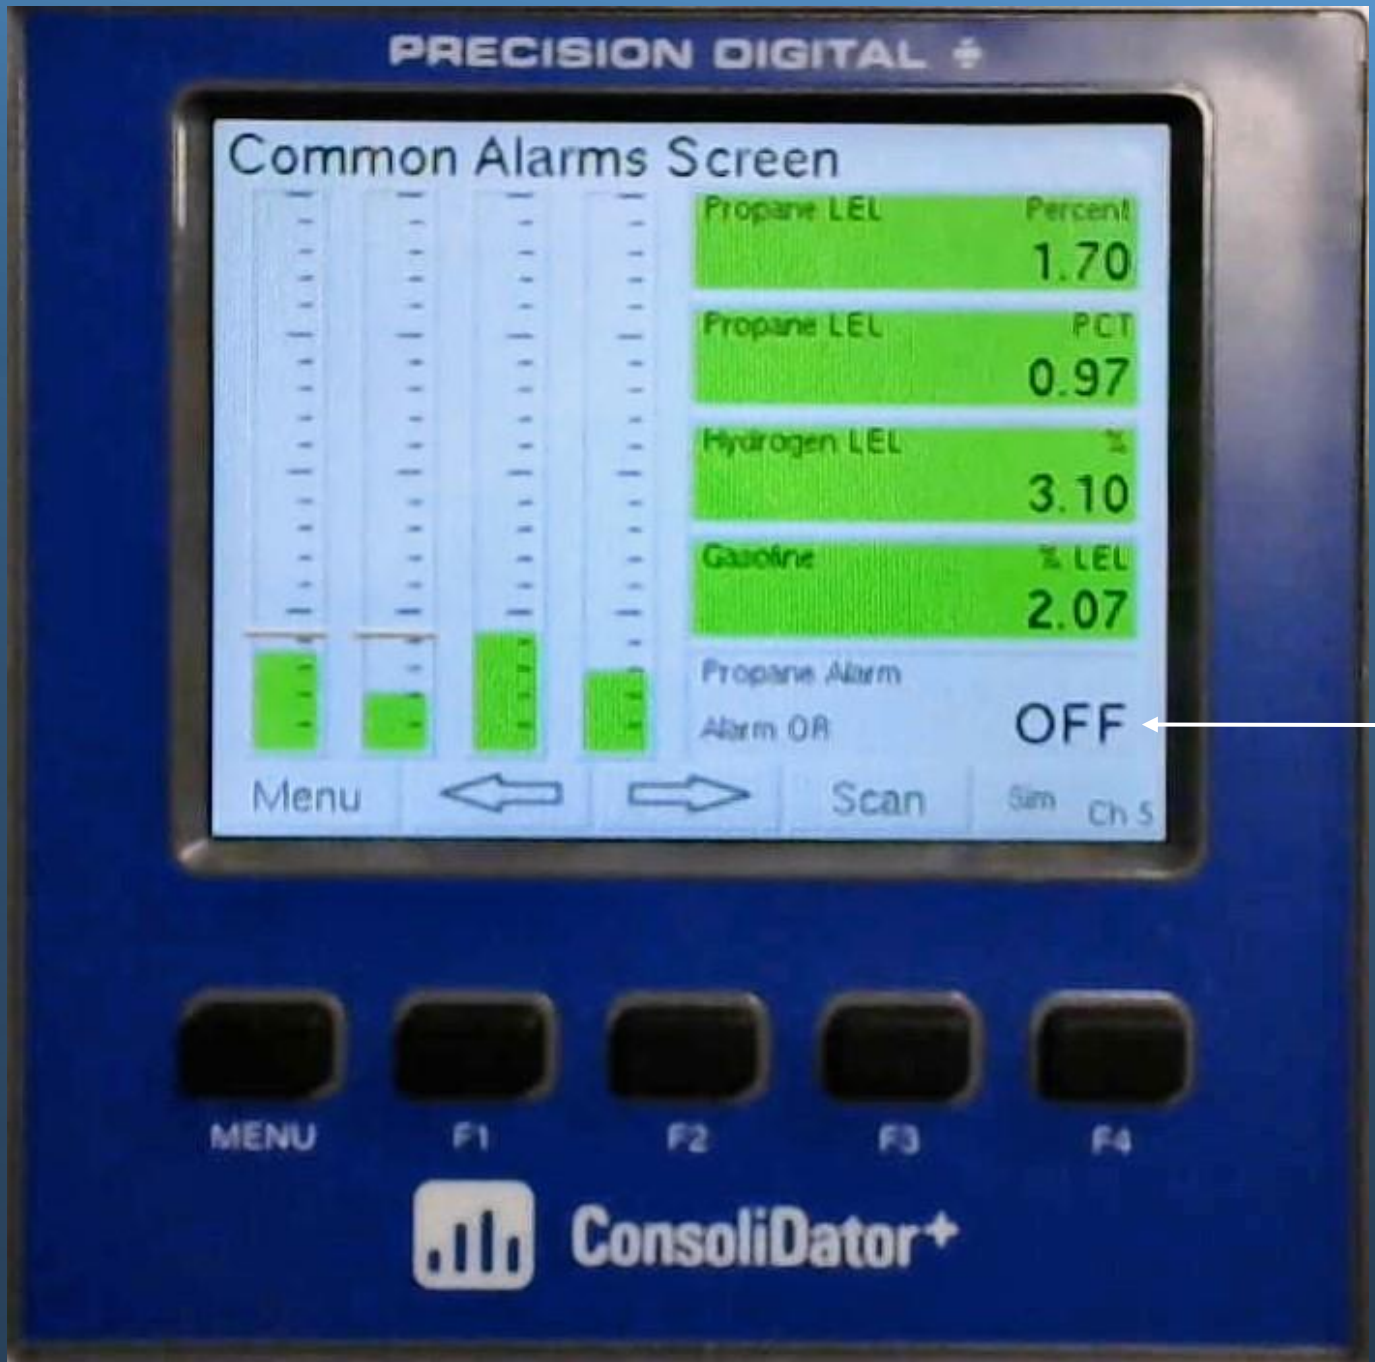 PRECISION DIGITAL
Common Alarms Screen
Propane LEL Percent
1.70
Propane LEL PCT
0.97
Hydrogen LEL %
3.10
Gasoline % LEL
2.07
Propane Alarm
Alarm OR OFF
Menu Scan Sim Ch 5
MENU F1 F2 F3 F4
ConsoliDator+